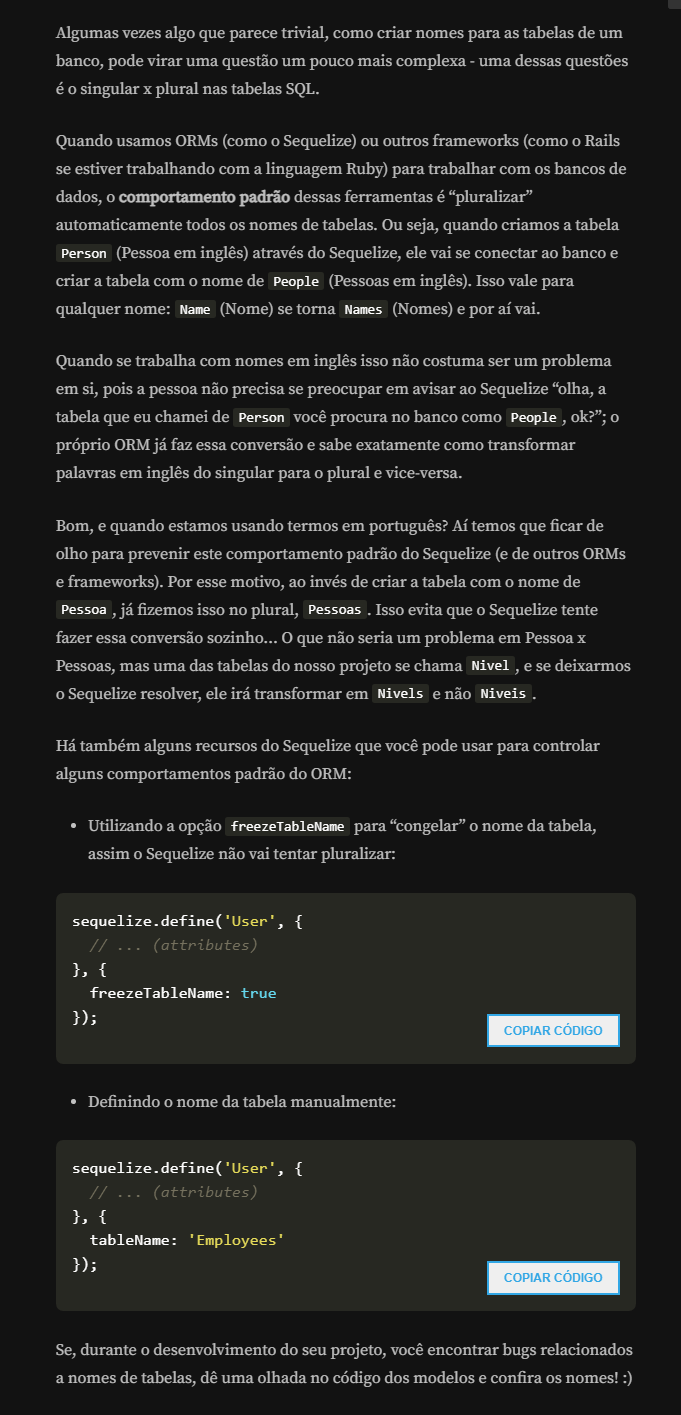 Algumas vezes algo que parece trivial, como criar nomes para as tabelas de um
banco, pode virar uma questão um pouco mais complexa - uma dessas questões
é o singular x plural nas tabelas SQL.
Quando usamos ORMs (como o Sequelize) ou outros frameworks (como o Rails
se estiver trabalhando com a linguagem Ruby) para trabalhar com os bancos de
dados, o comportamento padrão dessas ferramentas é “pluralizar”
automaticamente todos os nomes de tabelas. Ou seja, quando criamos a tabela
Person (Pessoa em inglês) através do Sequelize, ele vai se conectar ao banco e
criar a tabela com o nome de People (Pessoas em inglês). Isso vale para
qualquer nome: Name (Nome) se torna Names (Nomes) e por aí vai.
Quando se trabalha com nomes em inglês isso não costuma ser um problema
em si, pois a pessoa não precisa se preocupar em avisar ao Sequelize “olha, a
tabela que eu chamei de Person você procura no banco como People, ok?”; o
próprio ORM já faz essa conversão e sabe exatamente como transformar
palavras em inglês do singular para o plural e vice-versa.
Bom, e quando estamos usando termos em português? Aí temos que ficar de
olho para prevenir este comportamento padrão do Sequelize (e de outros ORMs
e frameworks). Por esse motivo, ao invés de criar a tabela com o nome de
Pessoa, já fizemos isso no plural, Pessoas. Isso evita que o Sequelize tente
fazer essa conversão sozinho… O que não seria um problema em Pessoa x
Pessoas, mas uma das tabelas do nosso projeto se chama Nivel, e se deixarmos
o Sequelize resolver, ele irá transformar em Nivels e não Niveis.
Há também alguns recursos do Sequelize que você pode usar para controlar
alguns comportamentos padrão do ORM:
• Utilizando a opção freezeTableName para “congelar” o nome da tabela,
assim o Sequelize não vai tentar pluralizar:
sequelize.define('User', {
  // ... (attributes)
}, {
  freezeTableName: true
});
COPIAR CÓDIGO
• Definindo o nome da tabela manualmente:
sequelize.define('User', {
  // ... (attributes)
}, {
  tableName: 'Employees'
});
COPIAR CÓDIGO
Se, durante o desenvolvimento do seu projeto, você encontrar bugs relacionados
a nomes de tabelas, dê uma olhada no código dos modelos e confira os nomes! :)